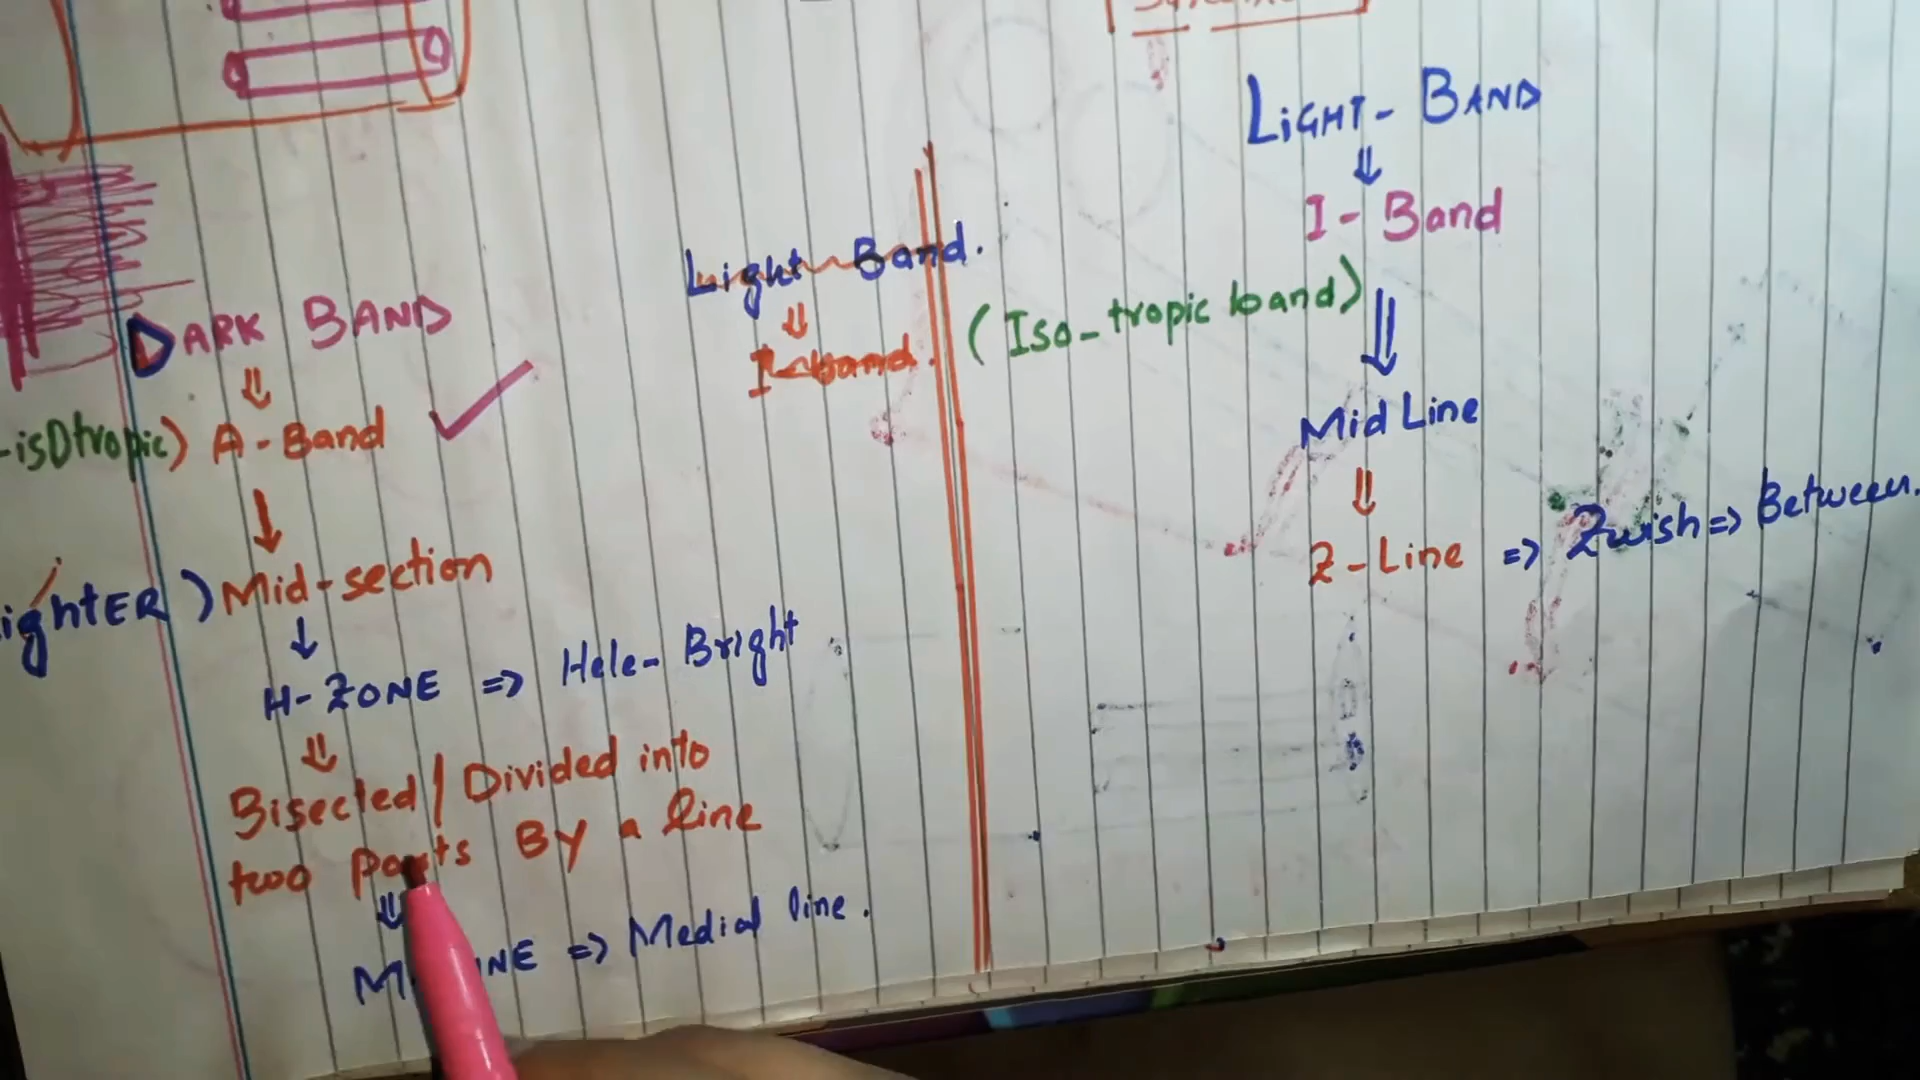 DARK BAND
⇓
-isotropic) A-Band ✓
↓
ighter) Mid-section
↓
H-ZONE => Hele-Bright
⇓
Bisected/Divided into
two parts By a line
⇓
=> Medial line.
Light Band.
⇓
I-band.
LIGHT-BAND
⇓
I-Band
(Iso-tropic band)
⇓
Mid Line
⇓
Z-Line => Zwish => Between.